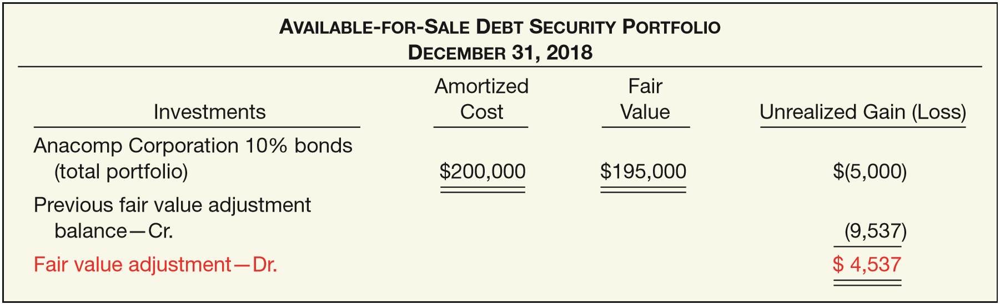 AVAILABLE-FOR-SALE DEBT SECURITY PORTFOLIO
DECEMBER 31, 2018
Amortized Fair
Investments Cost Value Unrealized Gain (Loss)
Anacomp Corporation 10% bonds
(total portfolio) $200,000 $195,000 $(5,000)
Previous fair value adjustment
balance—Cr. (9,537)
Fair value adjustment—Dr. $ 4,537